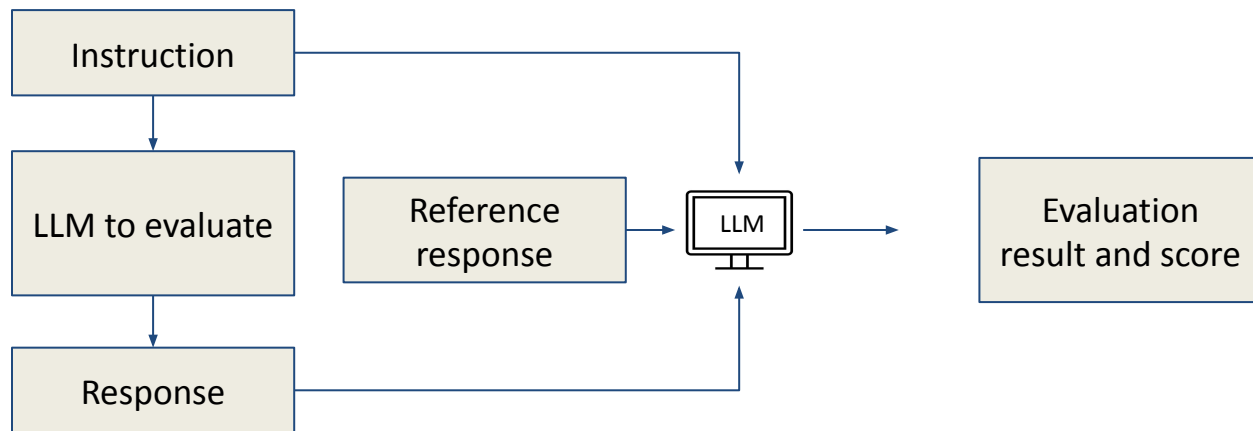 Instruction
LLM to evaluate
Response
Reference
response
LLM
Evaluation
result and score